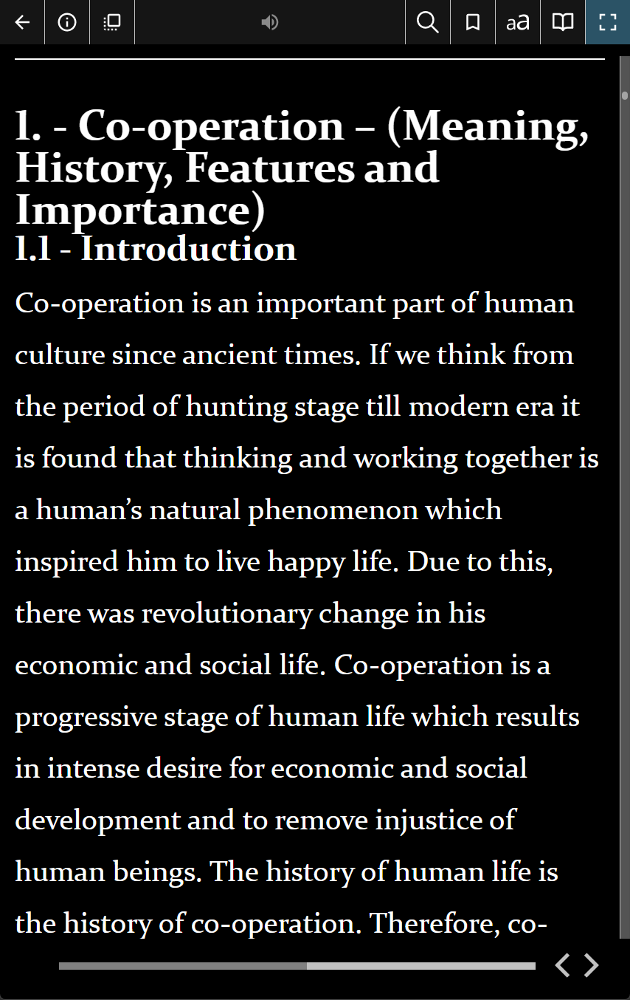 aA
1. - Co-operation – (Meaning,
History, Features and
Importance)
1.1 - Introduction
Co-operation is an important part of human
culture since ancient times. If we think from
the period of hunting stage till modern era it
is found that thinking and working together is
a human’s natural phenomenon which
inspired him to live happy life. Due to this,
there was revolutionary change in his
economic and social life. Co-operation is a
progressive stage of human life which results
in intense desire for economic and social
development and to remove injustice of
human beings. The history of human life is
the history of co-operation. Therefore, co-